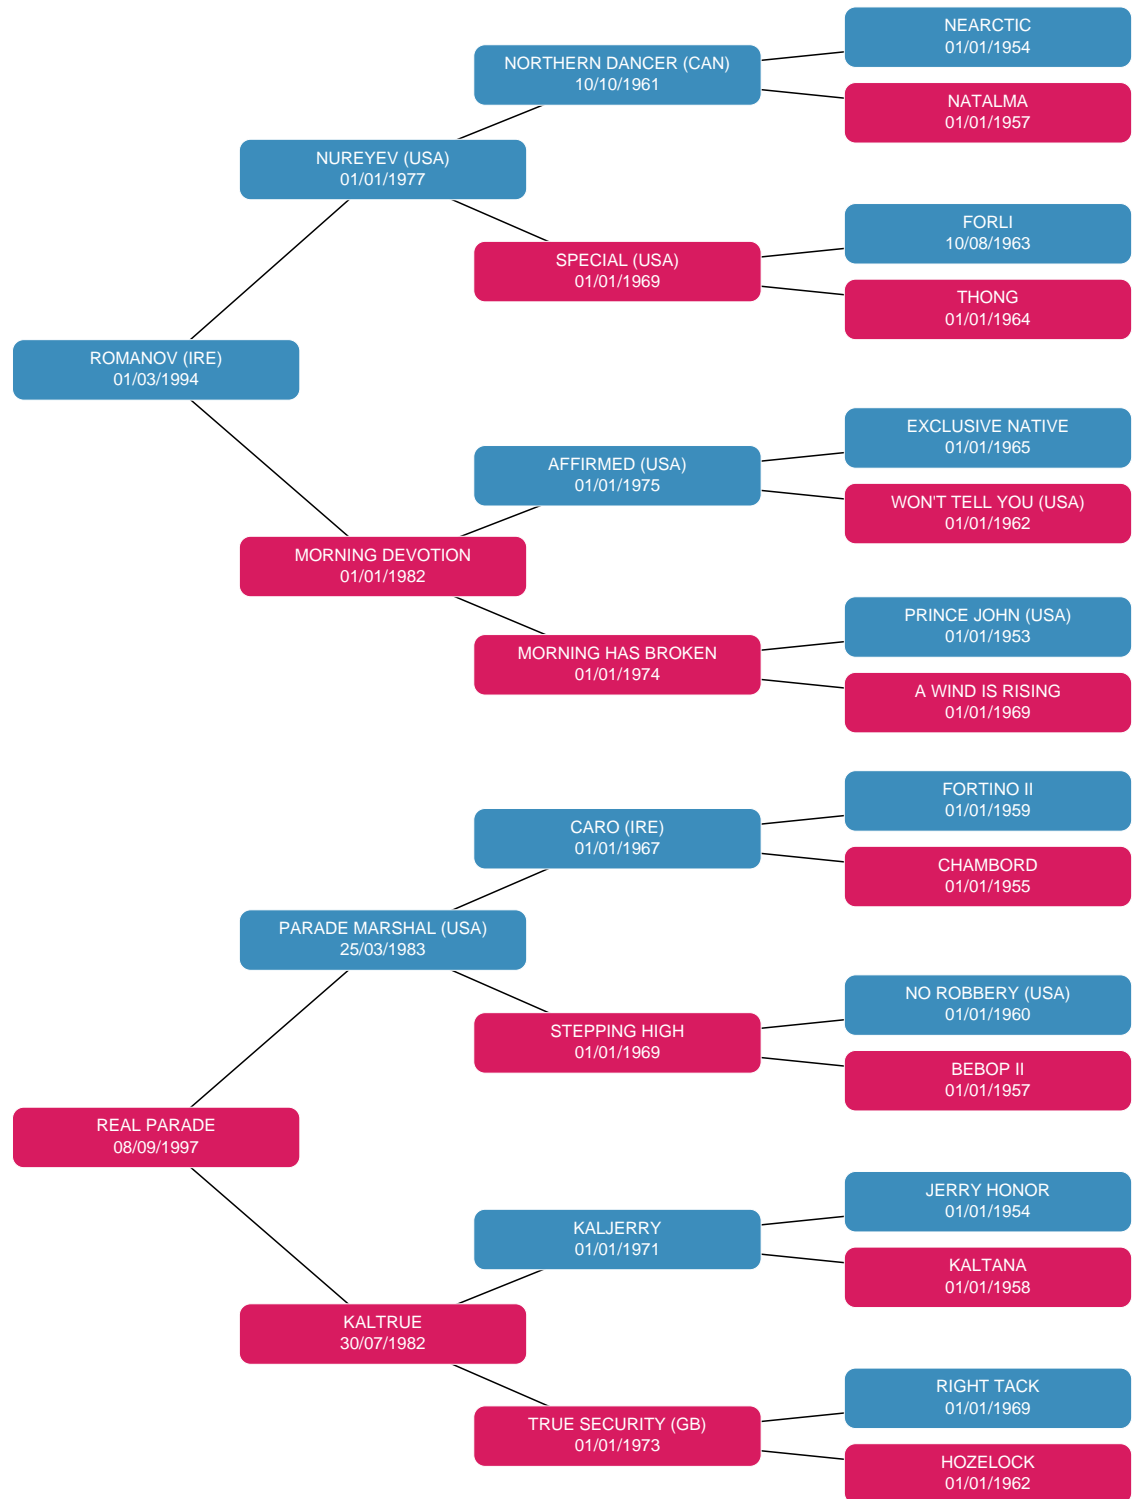 NEARCTIC
01/01/1954
NORTHERN DANCER (CAN)
10/10/1961
NATALMA
01/01/1957
NUREYEV (USA)
01/01/1977
FORLI
10/08/1963
SPECIAL (USA)
01/01/1969
THONG
01/01/1964
ROMANOV (IRE)
01/03/1994
EXCLUSIVE NATIVE
01/01/1965
AFFIRMED (USA)
01/01/1975
WON'T TELL YOU (USA)
01/01/1962
MORNING DEVOTION
01/01/1982
PRINCE JOHN (USA)
01/01/1953
MORNING HAS BROKEN
01/01/1974
A WIND IS RISING
01/01/1969
FORTINO II
01/01/1959
CARO (IRE)
01/01/1967
CHAMBORD
01/01/1955
PARADE MARSHAL (USA)
25/03/1983
NO ROBBERY (USA)
01/01/1960
STEPPING HIGH
01/01/1969
BEBOP II
01/01/1957
REAL PARADE
08/09/1997
JERRY HONOR
01/01/1954
KALJERRY
01/01/1971
KALTANA
01/01/1958
KALTRUE
30/07/1982
RIGHT TACK
01/01/1969
TRUE SECURITY (GB)
01/01/1973
HOZELOCK
01/01/1962